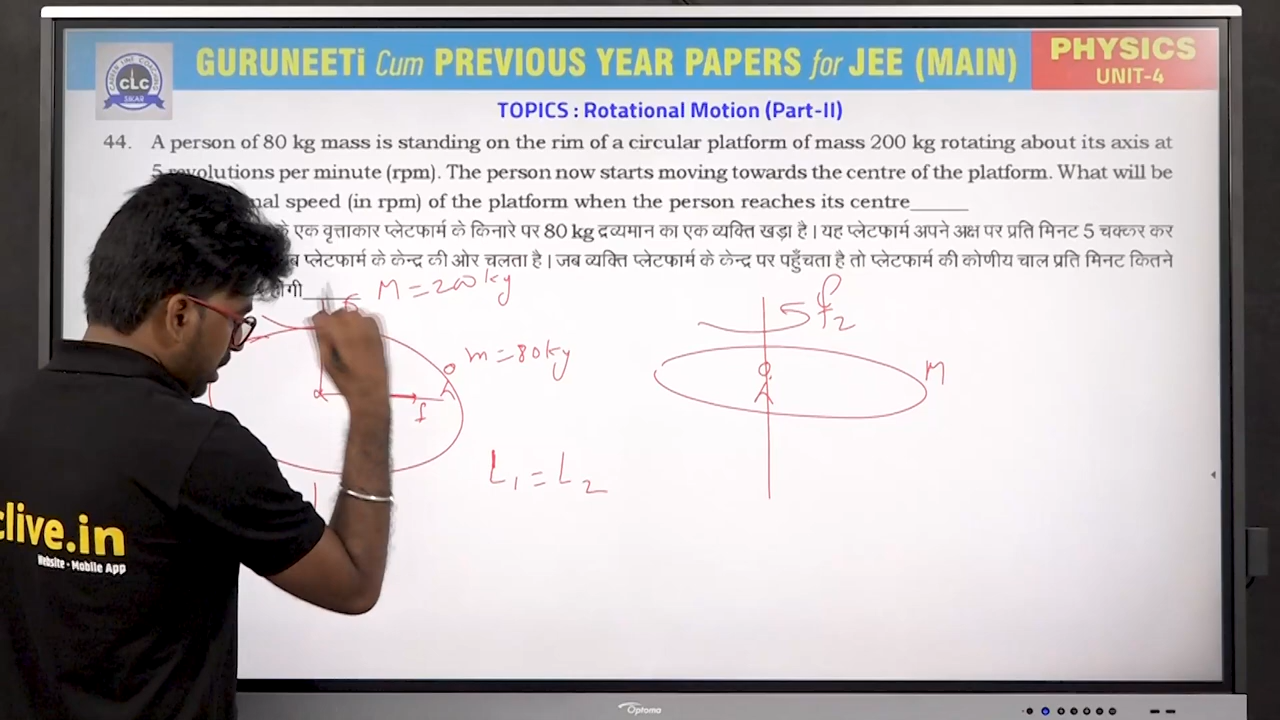 GURUNEETi Cum PREVIOUS YEAR PAPERS for JEE (MAIN)
PHYSICS
UNIT-4
CLC
SIKAR
TOPICS : Rotational Motion (Part-II)
44. A person of 80 kg mass is standing on the rim of a circular platform of mass 200 kg rotating about its axis at
5 revolutions per minute (rpm). The person now starts moving towards the centre of the platform. What will be
speed (in rpm) of the platform when the person reaches its centre_____
के एक वृत्ताकार प्लेटफार्म के किनारे पर 80 kg द्रव्यमान का एक व्यक्ति खड़ा है। यह प्लेटफार्म अपने अक्ष पर प्रति मिनट 5 चक्कर कर
प्लेटफार्म के केन्द्र की ओर चलता है। जब व्यक्ति प्लेटफार्म के केन्द्र पर पहुँचता है तो प्लेटफार्म की कोणीय चाल प्रति मिनट कितने
M = 200 kg
f2
m = 80 kg
M
f
L1 = L2
clive.in
Website • Mobile App
Optoma